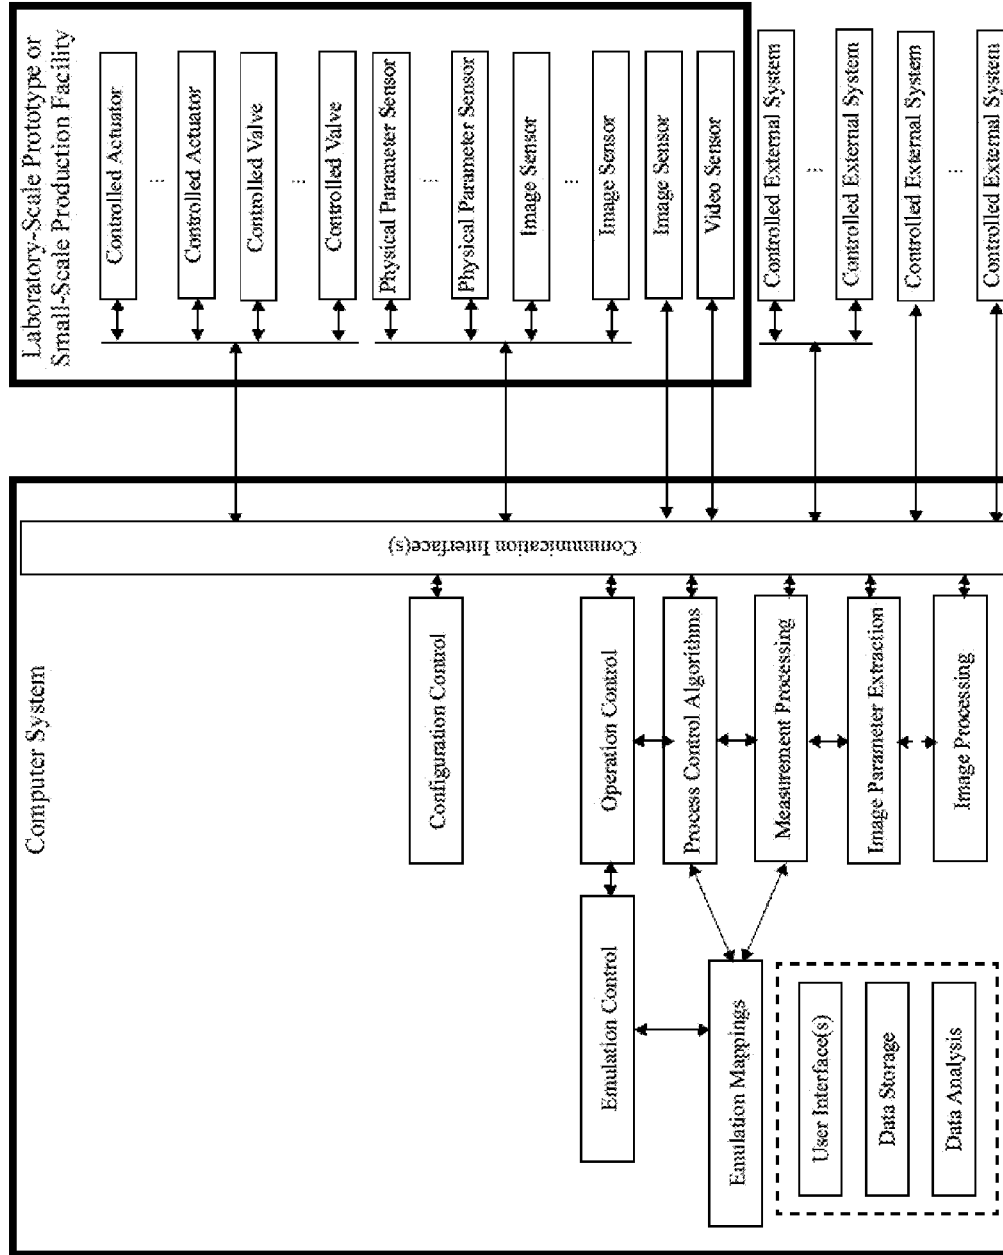 Laboratory-Scale Prototype or
Small-Scale Production Facility
Controlled Actuator
...
Controlled Actuator
Controlled Valve
...
Controlled Valve
Physical Parameter Sensor
...
Physical Parameter Sensor
Image Sensor
...
Image Sensor
Image Sensor
Video Sensor
Controlled External System
...
Controlled External System
Controlled External System
...
Controlled External System
Computer System
Communication Interface(s)
Configuration Control
Operation Control
Process Control Algorithms
Measurement Processing
Image Parameter Extraction
Image Processing
Emulation Control
Emulation Mappings
User Interface(s)
Data Storage
Data Analysis